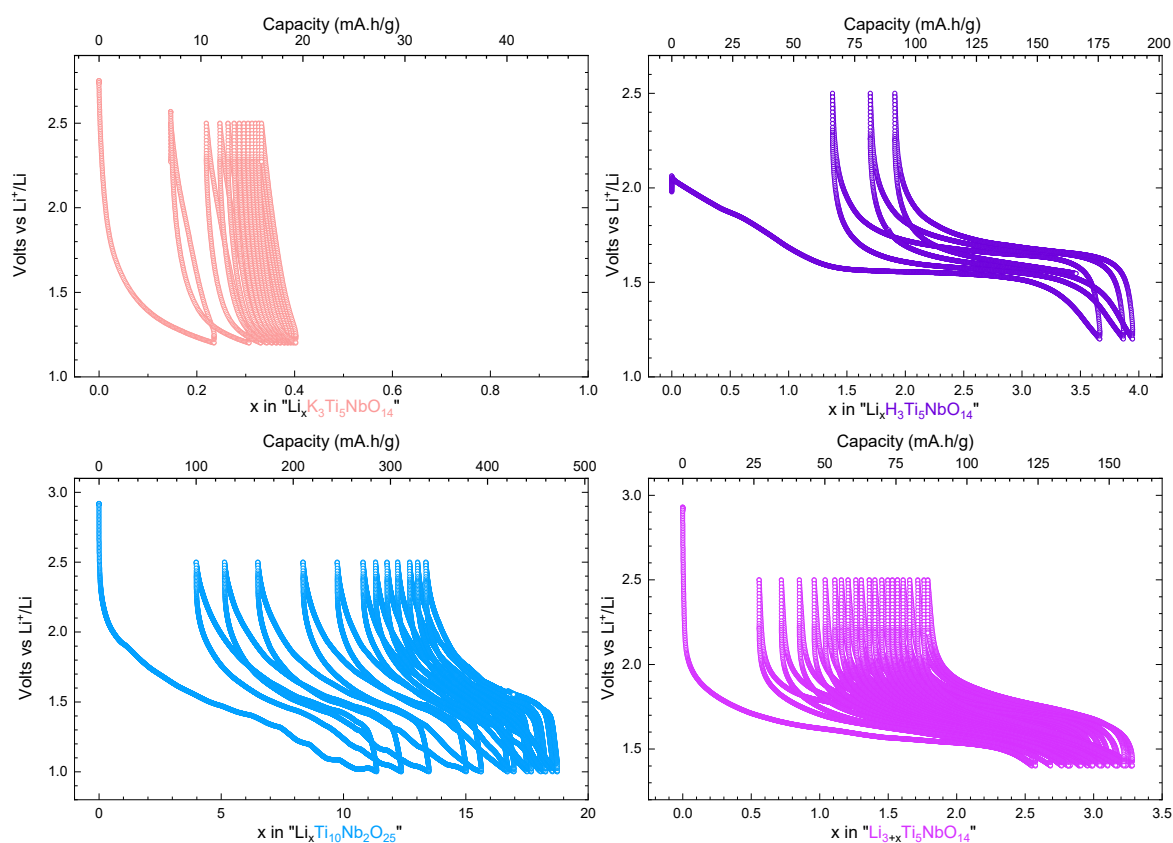 Capacity (mA.h/g)
0 10 20 30 40
Volts vs Li⁺/Li
2.5
2.0
1.5
1.0
0.0 0.2 0.4 0.6 0.8 1.0
x in "LiₓK₃Ti₅NbO₁₄"
Capacity (mA.h/g)
0 25 50 75 100 125 150 175 200
Volts vs Li⁺/Li
2.5
2.0
1.5
1.0
0.0 0.5 1.0 1.5 2.0 2.5 3.0 3.5 4.0
x in "LiₓH₃Ti₅NbO₁₄"
Capacity (mA.h/g)
0 100 200 300 400 500
Volts vs Li⁺/Li
3.0
2.5
2.0
1.5
1.0
0 5 10 15 20
x in "LiₓTi₁₀Nb₂O₂₅"
Capacity (mA.h/g)
0 25 50 75 100 125 150
Volts vs Li⁺/Li
3.0
2.5
2.0
1.5
0.0 0.5 1.0 1.5 2.0 2.5 3.0 3.5
x in "Li₃₊ₓTi₅NbO₁₄"